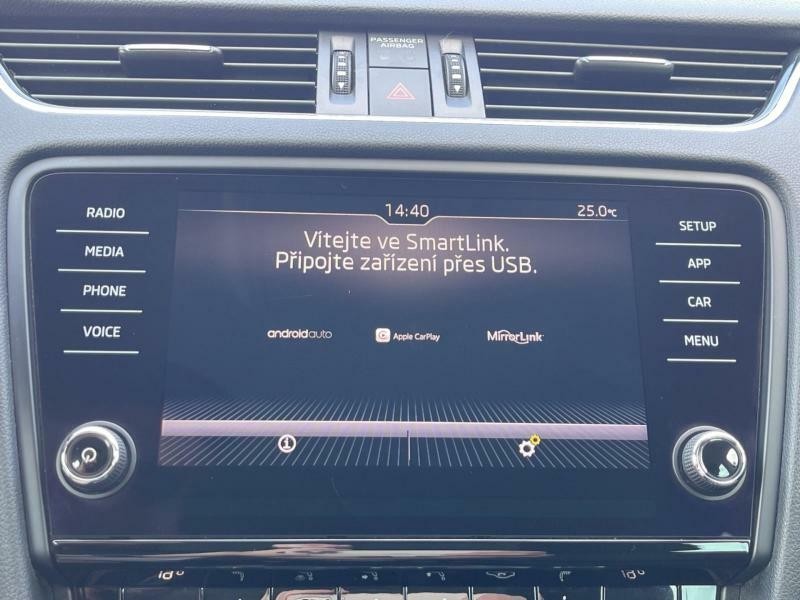 PASSENGER
AIRBAG
14:40
25.0°C
RADIO
MEDIA
PHONE
VOICE
Vítejte ve SmartLink.
Připojte zařízení přes USB.
androidauto
Apple CarPlay
MirrorLink
SETUP
APP
CAR
MENU